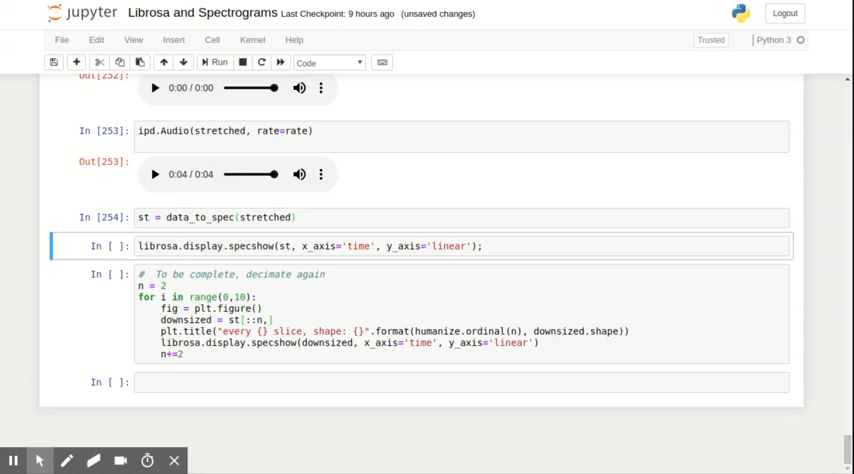 jupyter Librosa and Spectrograms Last Checkpoint: 9 hours ago (unsaved changes)
Logout
File Edit View Insert Cell Kernel Help Trusted Python 3
Run Code
Out[252]:
0:00 / 0:00
In [253]: ipd.Audio(stretched, rate=rate)
Out[253]:
0:04 / 0:04
In [254]: st = data_to_spec(stretched)
In [ ]: librosa.display.specshow(st, x_axis='time', y_axis='linear');
In [ ]: # To be complete, decimate again
n = 2
for i in range(0,10):
fig = plt.figure()
downsized = st[::n,]
plt.title("every {} slice, shape: {}".format(humanize.ordinal(n), downsized.shape))
librosa.display.specshow(downsized, x_axis='time', y_axis='linear')
n+=2
In [ ]: